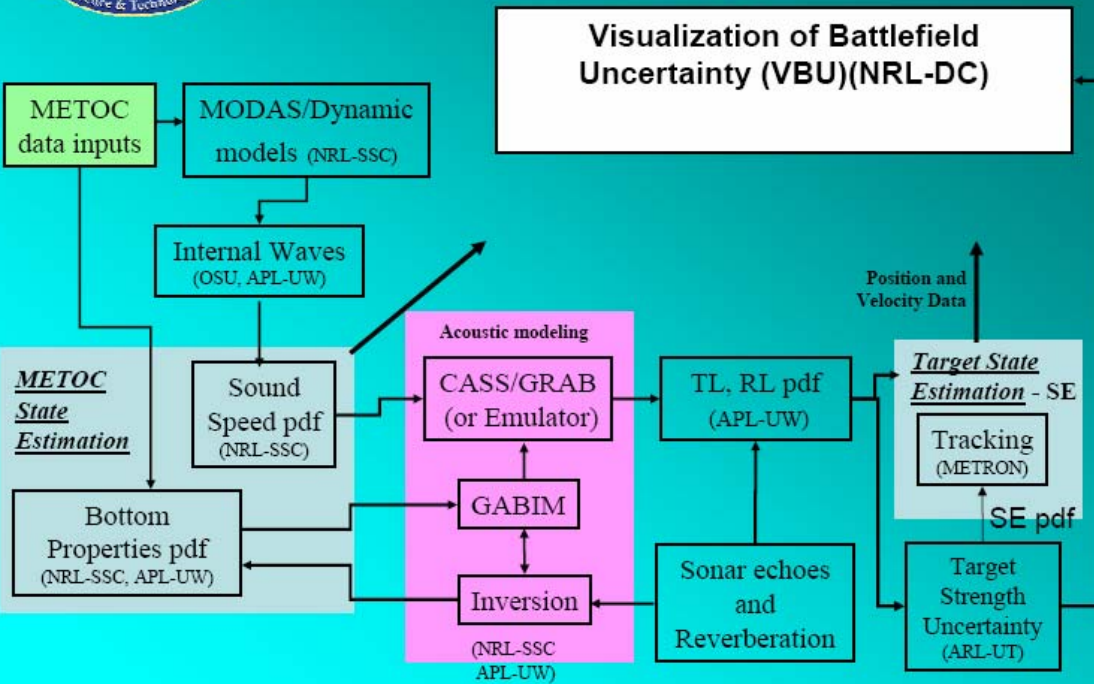 & Technol
Visualization of Battlefield
Uncertainty (VBU)(NRL-DC)
METOC
data inputs
MODAS/Dynamic
models (NRL-SSC)
Internal Waves
(OSU, APL-UW)
Position and
Velocity Data
METOC
State
Estimation
Sound
Speed pdf
(NRL-SSC)
Acoustic modeling
CASS/GRAB
(or Emulator)
TL, RL pdf
(APL-UW)
Target State
Estimation - SE
Tracking
(METRON)
SE pdf
Bottom
Properties pdf
(NRL-SSC, APL-UW)
GABIM
Inversion
(NRL-SSC
APL-UW)
Sonar echoes
and
Reverberation
Target
Strength
Uncertainty
(ARL-UT)